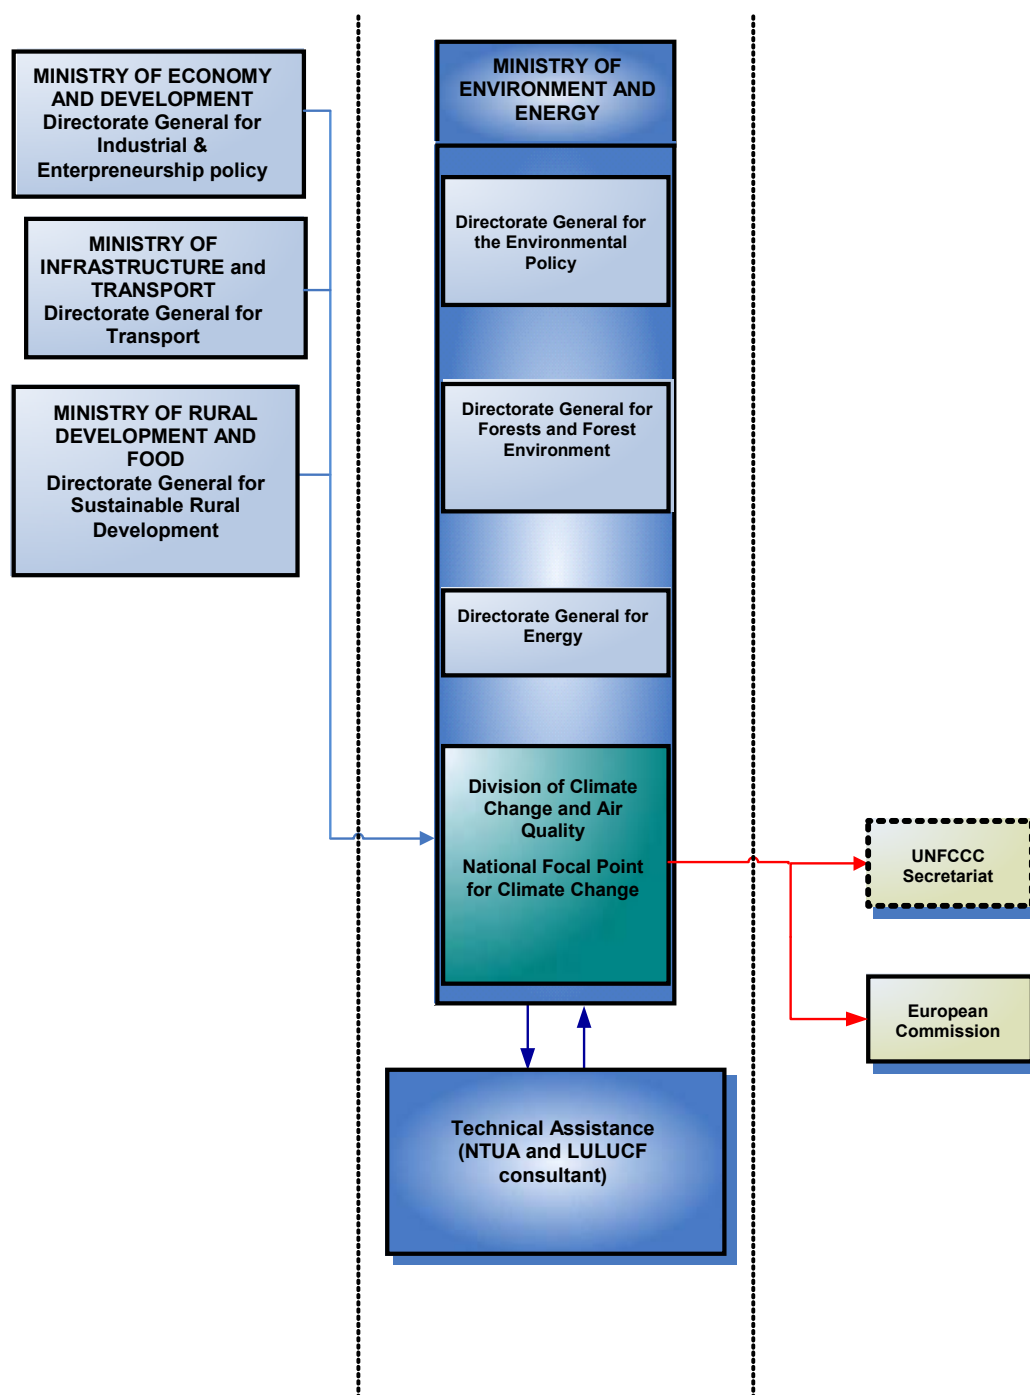 MINISTRY OF ECONOMY
AND DEVELOPMENT
Directorate General for
Industrial &
Enterpreneurship policy
MINISTRY OF
INFRASTRUCTURE and
TRANSPORT
Directorate General for
Transport
MINISTRY OF RURAL
DEVELOPMENT AND
FOOD
Directorate General for
Sustainable Rural
Development
MINISTRY OF
ENVIRONMENT AND
ENERGY
Directorate General for
the Environmental
Policy
Directorate General for
Forests and Forest
Environment
Directorate General for
Energy
Division of Climate
Change and Air
Quality
National Focal Point
for Climate Change
Technical Assistance
(NTUA and LULUCF
consultant)
UNFCCC
Secretariat
European
Commission